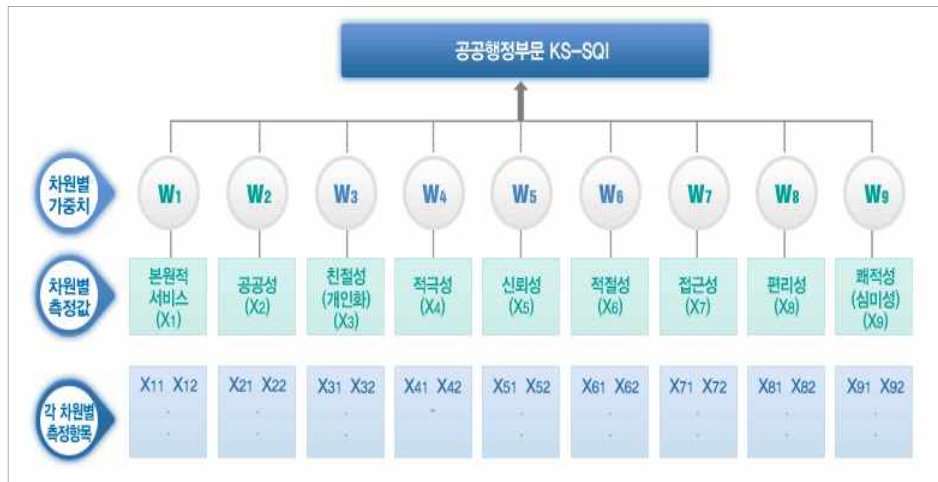 공공행정부문 KS-SQI
차원별
가중치
W1 W2 W3 W4 W5 W6 W7 W8 W9
차원별
측정값
본원적
서비스
(X1)
공공성
(X2)
친절성
(개인화)
(X3)
적극성
(X4)
신뢰성
(X5)
적절성
(X6)
접근성
(X7)
편리성
(X8)
쾌적성
(심미성)
(X9)
각 차원별
측정항목
X11 X12
X21 X22
X31 X32
X41 X42
X51 X52
X61 X62
X71 X72
X81 X82
X91 X92